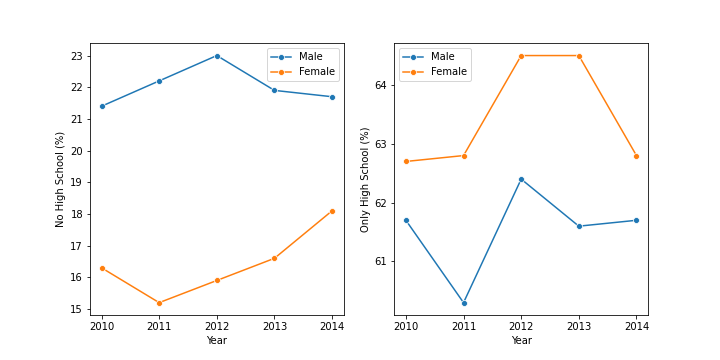 No High School (%)
23
22
21
20
19
18
17
16
15
2010 2011 2012 2013 2014
Year
Male
Female
Only High School (%)
64
63
62
61
2010 2011 2012 2013 2014
Year
Male
Female